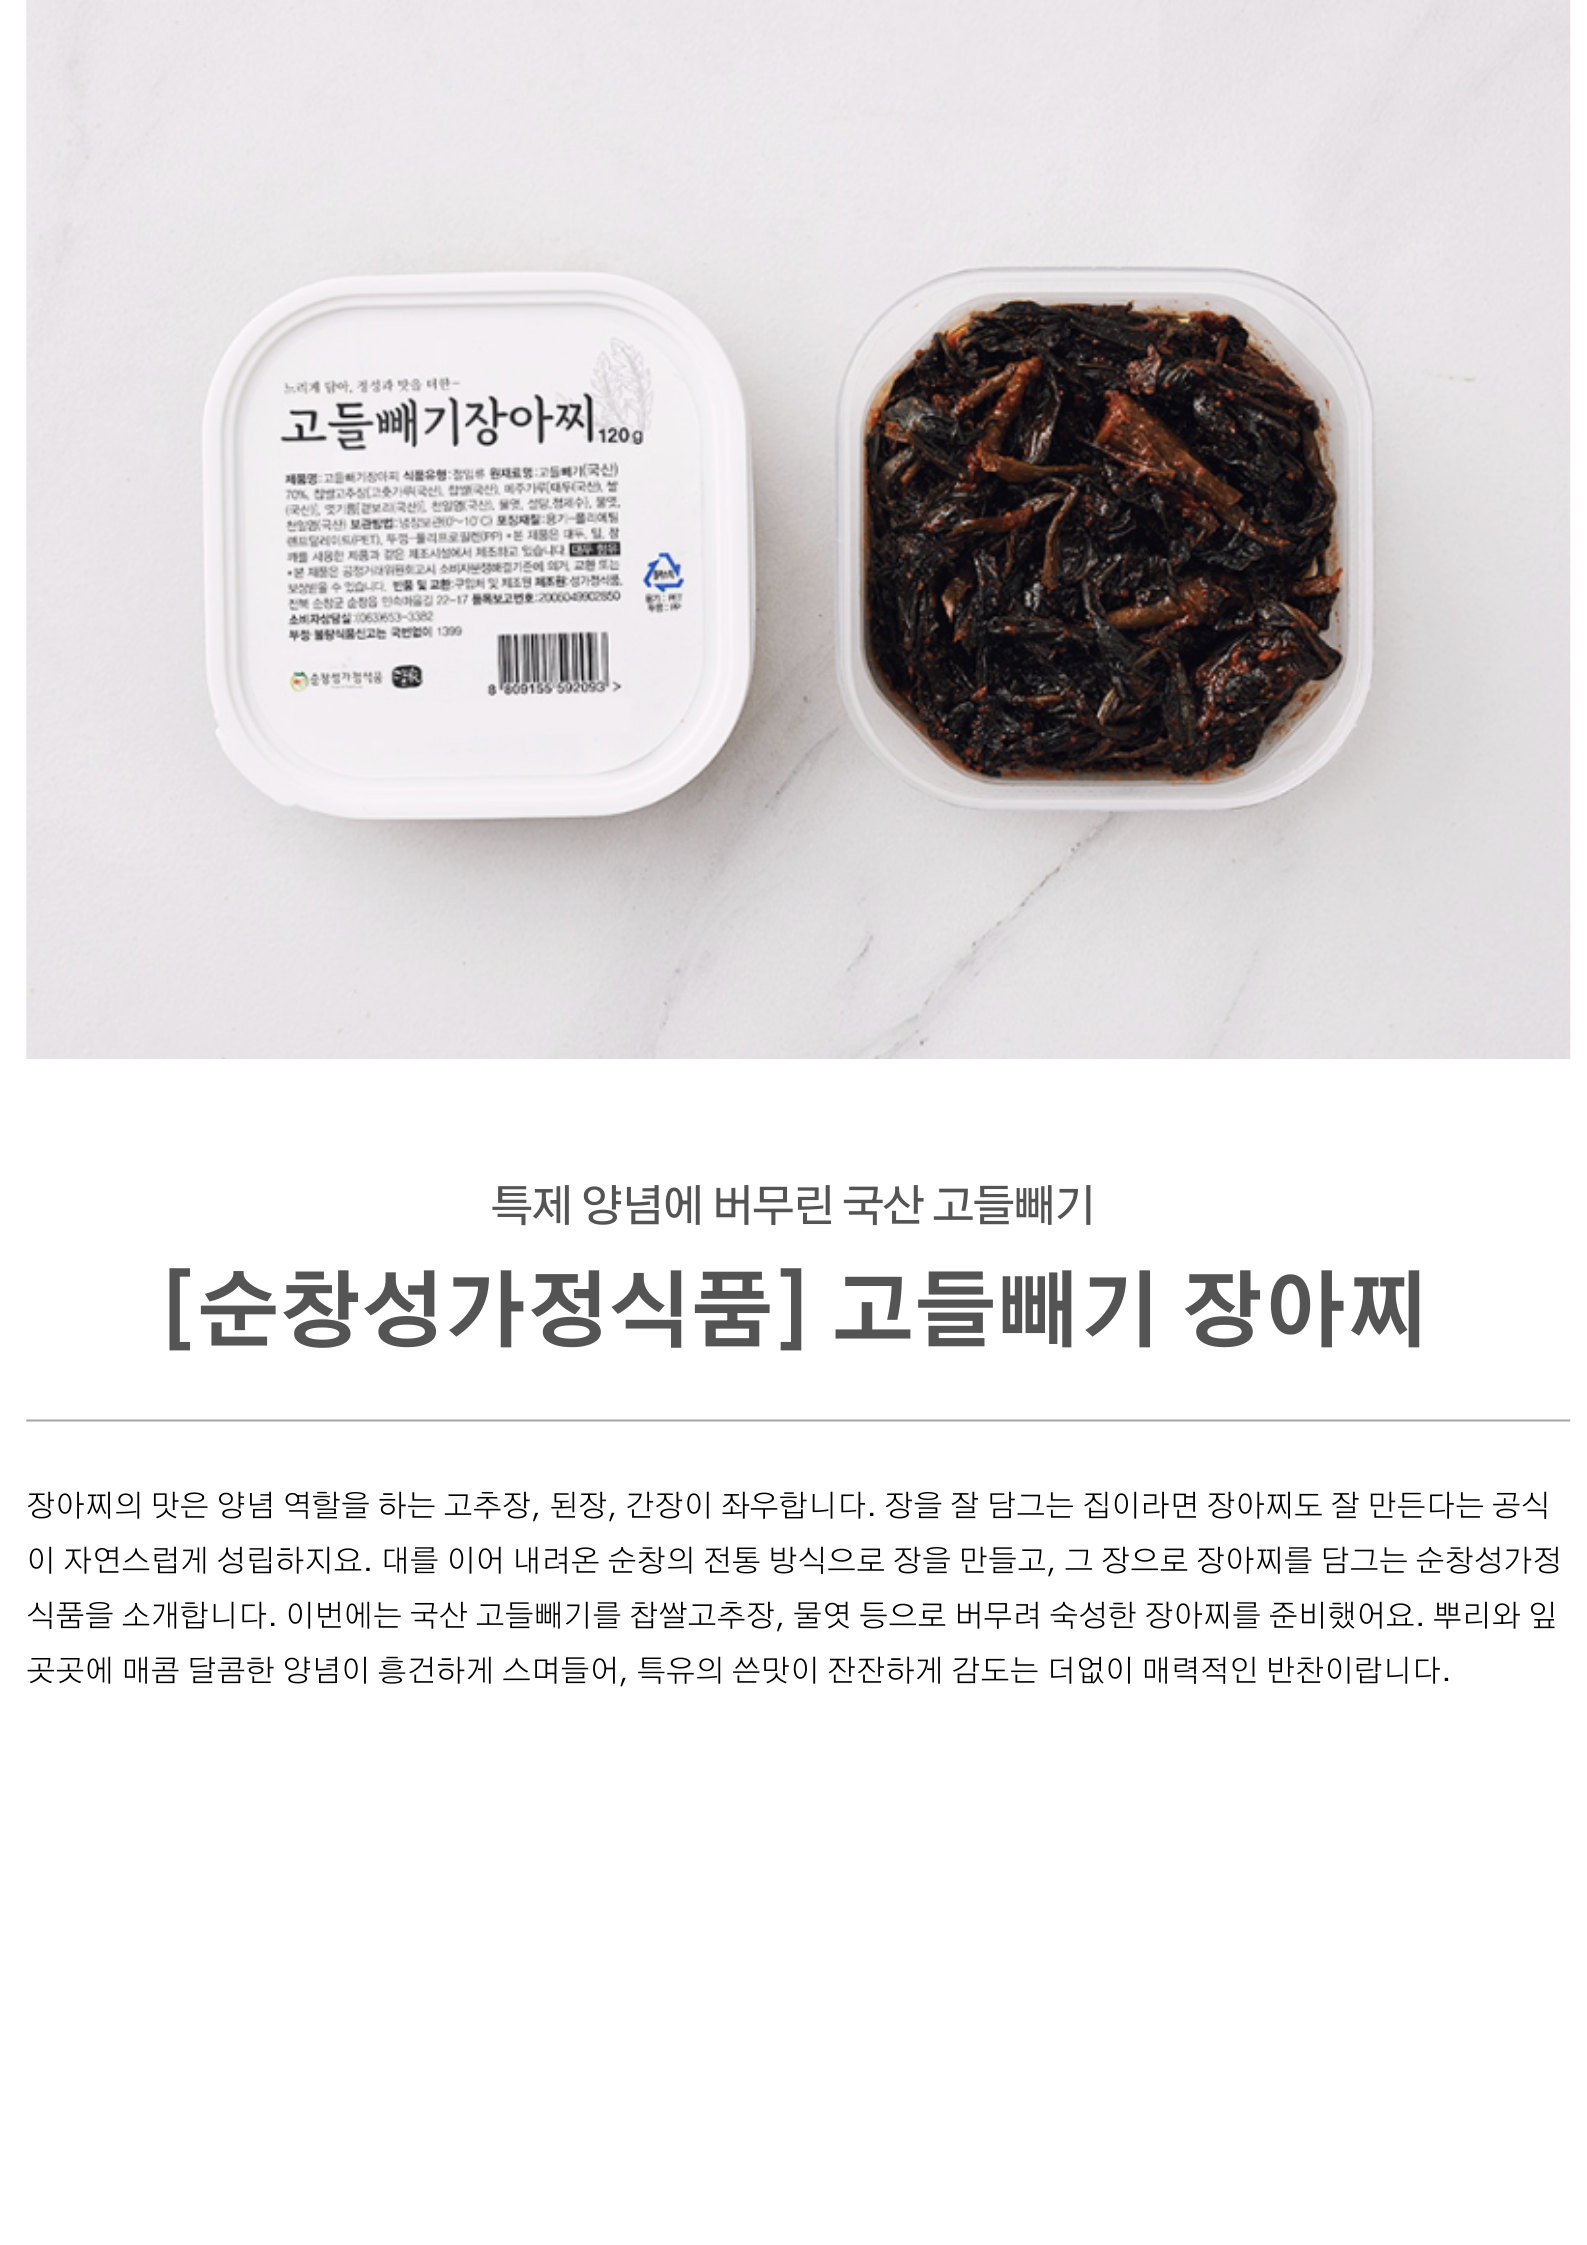 느리게 담아, 정성과 맛을 더한-
고들빼기장아찌 120g
제품명:고들빼기장아찌 식품유형:절임류 원재료명:고들빼기(국산)
70%, 찹쌀고추장[고춧가루(국산), 찹쌀(국산), 메주가루[대두(국산), 쌀
(국산)], 엿기름[겉보리(국산)], 천일염(국산), 물엿, 설탕, 정제수], 물엿,
천일염(국산) 보관방법:냉장보관(0~10℃) 포장재질:용기-폴리에틸
렌프탈레이트(PET), 뚜껑-폴리프로필렌(PP) *본 제품은 대두, 밀, 참
깨를 사용한 제품과 같은 제조시설에서 제조하고 있습니다. 대두 함유
*본 제품은 공정거래위원회고시 소비자분쟁해결기준에 의거, 교환 또는
보상받을 수 있습니다. 반품 및 교환:구입처 및 제조원 제조원:성가정식품,
전북 순창군 순창읍 민속마을길 22-17 품목보고번호:2006049902850
소비자상담실:(063)653-3382
부정·불량식품신고는 국번없이 1399
용기: PET
뚜껑: PP
순창성가정식품
8 809155 592093 >
특제 양념에 버무린 국산 고들빼기
[순창성가정식품] 고들빼기 장아찌
장아찌의 맛은 양념 역할을 하는 고추장, 된장, 간장이 좌우합니다. 장을 잘 담그는 집이라면 장아찌도 잘 만든다는 공식
이 자연스럽게 성립하지요. 대를 이어 내려온 순창의 전통 방식으로 장을 만들고, 그 장으로 장아찌를 담그는 순창성가정
식품을 소개합니다. 이번에는 국산 고들빼기를 찹쌀고추장, 물엿 등으로 버무려 숙성한 장아찌를 준비했어요. 뿌리와 잎
곳곳에 매콤 달콤한 양념이 흥건하게 스며들어, 특유의 쓴맛이 잔잔하게 감도는 더없이 매력적인 반찬이랍니다.